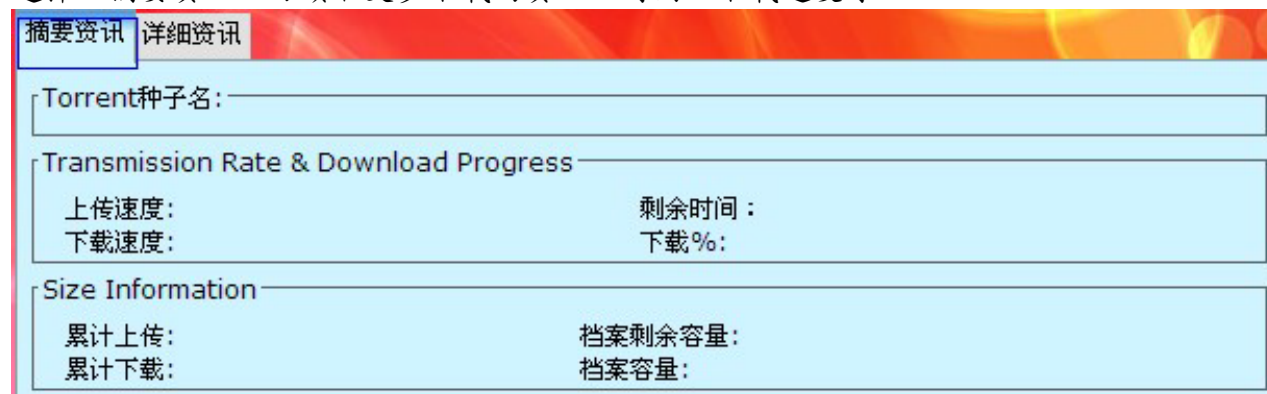 摘要资讯 详细资讯
Torrent种子名:
Transmission Rate & Download Progress
上传速度: 剩余时间：
下载速度: 下载%:
Size Information
累计上传: 档案剩余容量:
累计下载: 档案容量: